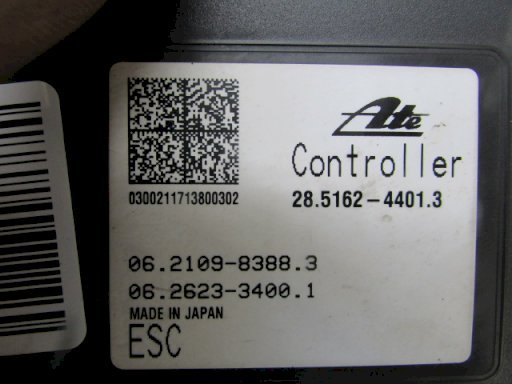 Ate
Controller
0300211713800302
28.5162-4401.3
06.2109-8388.3
06.2623-3400.1
MADE IN JAPAN
ESC